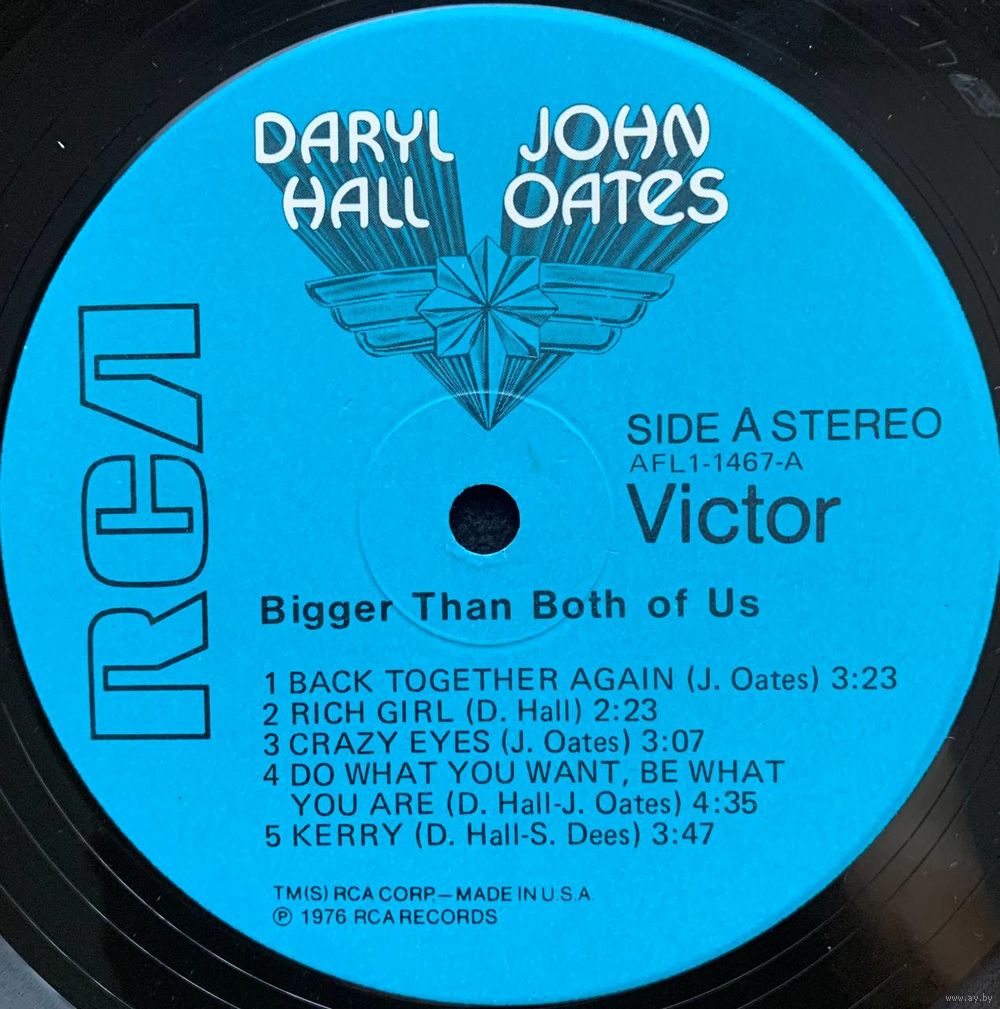 DARYL HALL
JOHN OATES
RCA
SIDE A STEREO
AFL1-1467-A
Victor
Bigger Than Both of Us
1 BACK TOGETHER AGAIN (J. Oates) 3:23
2 RICH GIRL (D. Hall) 2:23
3 CRAZY EYES (J. Oates) 3:07
4 DO WHAT YOU WANT, BE WHAT
YOU ARE (D. Hall-J. Oates) 4:35
5 KERRY (D. Hall-S. Dees) 3:47
TM(S) RCA CORP.—MADE IN U.S.A.
℗ 1976 RCA RECORDS
www.ay.by